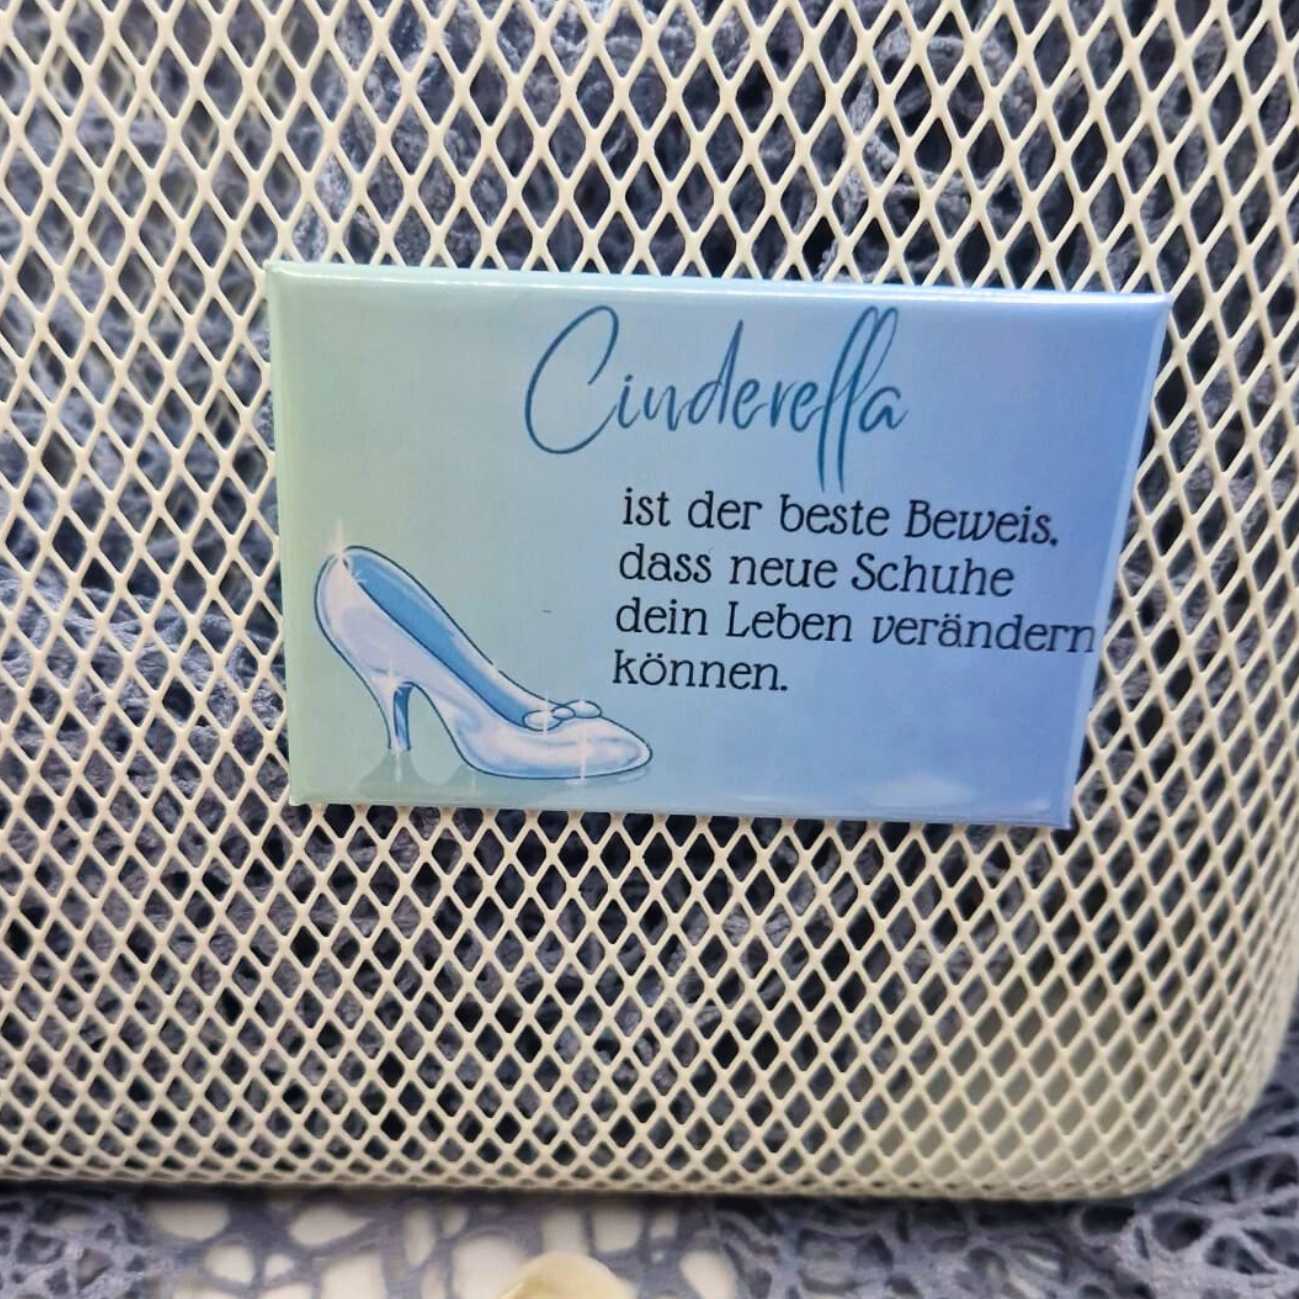 Cinderella
ist der beste Beweis,
dass neue Schuhe
dein Leben verändern
können.